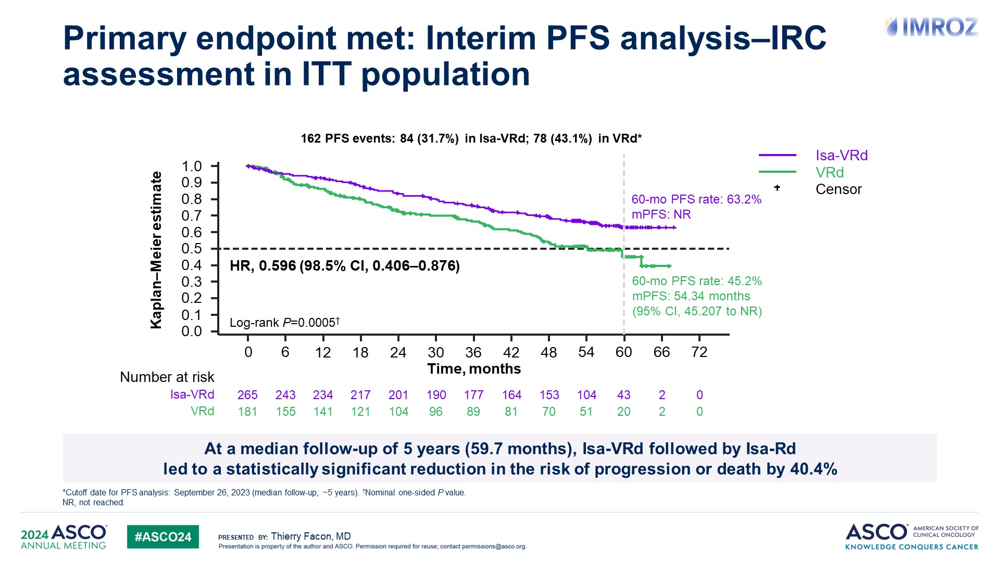 Primary endpoint met: Interim PFS analysis–IRC
assessment in ITT population
IMROZ
162 PFS events: 84 (31.7%) in Isa-VRd; 78 (43.1%) in VRd*
Isa-VRd
VRd
Censor
Kaplan–Meier estimate
1.0
0.9
0.8
0.7
0.6
0.5
0.4
0.3
0.2
0.1
0.0
60-mo PFS rate: 63.2%
mPFS: NR
HR, 0.596 (98.5% CI, 0.406–0.876)
60-mo PFS rate: 45.2%
mPFS: 54.34 months
(95% CI, 45.207 to NR)
Log-rank P=0.0005†
0 6 12 18 24 30 36 42 48 54 60 66 72
Time, months
Number at risk
Isa-VRd 265 243 234 217 201 190 177 164 153 104 43 2 0
VRd 181 155 141 121 104 96 89 81 70 51 20 2 0
At a median follow-up of 5 years (59.7 months), Isa-VRd followed by Isa-Rd
led to a statistically significant reduction in the risk of progression or death by 40.4%
*Cutoff date for PFS analysis: September 26, 2023 (median follow-up, ~5 years). †Nominal one-sided P value.
NR, not reached.
2024 ASCO®
ANNUAL MEETING
#ASCO24
PRESENTED BY: Thierry Facon, MD
Presentation is property of the author and ASCO. Permission required for reuse; contact permissions@asco.org.
ASCO® AMERICAN SOCIETY OF
CLINICAL ONCOLOGY
KNOWLEDGE CONQUERS CANCER